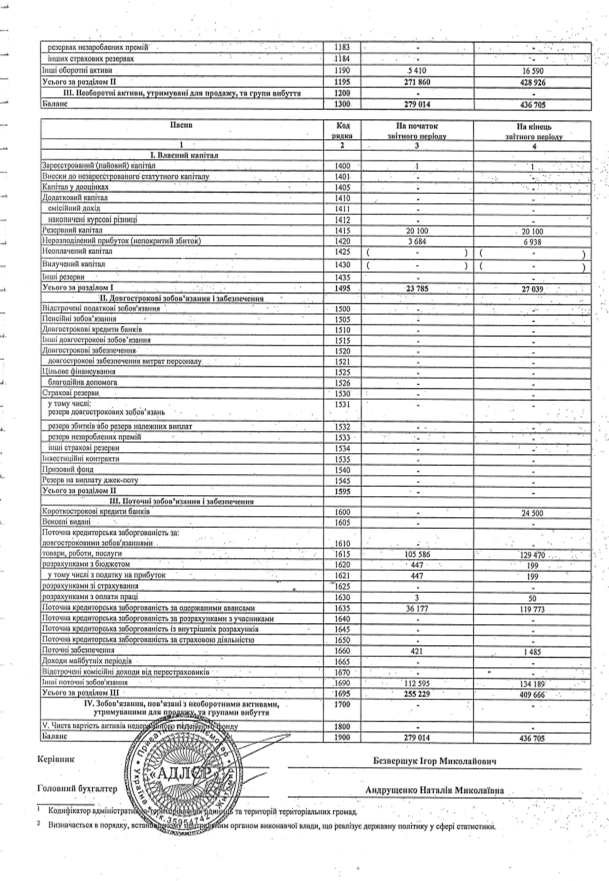 резервах незароблених премій 1183 - -
інших страхових резервах 1184 - -
Інші оборотні активи 1190 5 410 16 590
Усього за розділом II 1195 271 860 428 926
III. Необоротні активи, утримувані для продажу, та групи вибуття 1200 - -
Баланс 1300 279 014 436 705
Пасив Код рядка На початок звітного періоду На кінець звітного періоду
1 2 3 4
I. Власний капітал
Зареєстрований (пайовий) капітал 1400 1 1
Внески до незареєстрованого статутного капіталу 1401 - -
Капітал у дооцінках 1405 - -
Додатковий капітал 1410 - -
емісійний дохід 1411 - -
накопичені курсові різниці 1412 - -
Резервний капітал 1415 20 100 20 100
Нерозподілений прибуток (непокритий збиток) 1420 3 684 6 938
Неоплачений капітал 1425 ( - ) ( - )
Вилучений капітал 1430 ( - ) ( - )
Інші резерви 1435 - -
Усього за розділом I 1495 23 785 27 039
II. Довгострокові зобов'язання і забезпечення
Відстрочені податкові зобов'язання 1500 - -
Пенсійні зобов'язання 1505 - -
Довгострокові кредити банків 1510 - -
Інші довгострокові зобов'язання 1515 - -
Довгострокові забезпечення 1520 - -
довгострокові забезпечення витрат персоналу 1521 - -
Цільове фінансування 1525 - -
благодійна допомога 1526 - -
Страхові резерви 1530 - -
у тому числі: 1531 - -
резерв довгострокових зобов'язань
резерв збитків або резерв належних виплат 1532 - -
резерв незароблених премій 1533 - -
інші страхові резерви 1534 - -
Інвестиційні контракти 1535 - -
Призовий фонд 1540 - -
Резерв на виплату джек-поту 1545 - -
Усього за розділом II 1595 - -
III. Поточні зобов'язання і забезпечення
Короткострокові кредити банків 1600 - 24 500
Векселі видані 1605 - -
Поточна кредиторська заборгованість за:
довгостроковими зобов'язаннями 1610 - -
товари, роботи, послуги 1615 105 586 129 470
розрахунками з бюджетом 1620 447 199
у тому числі з податку на прибуток 1621 447 199
розрахунками зі страхування 1625 - -
розрахунками з оплати праці 1630 3 50
Поточна кредиторська заборгованість за одержаними авансами 1635 36 177 119 773
Поточна кредиторська заборгованість за розрахунками з учасниками 1640 - -
Поточна кредиторська заборгованість із внутрішніх розрахунків 1645 - -
Поточна кредиторська заборгованість за страховою діяльністю 1650 - -
Поточні забезпечення 1660 421 1 485
Доходи майбутніх періодів 1665 - -
Відстрочені комісійні доходи від перестраховиків 1670 - -
Інші поточні зобов'язання 1690 112 595 134 189
Усього за розділом III 1695 255 229 409 666
IV. Зобов'язання, пов'язані з необоротними активами, 1700 - -
утримуваними для продажу, та групами вибуття
V. Чиста вартість активів недержавного пенсійного фонду 1800 - -
Баланс 1900 279 014 436 705
Керівник Безвершук Ігор Миколайович
«АДЛЕР»
Головний бухгалтер Андрущенко Наталія Миколаївна
1 Кодифікатор адміністративно-територіальних одиниць та територій територіальних громад.
2 Визначається в порядку, встановленому центральним органом виконавчої влади, що реалізує державну політику у сфері статистики.